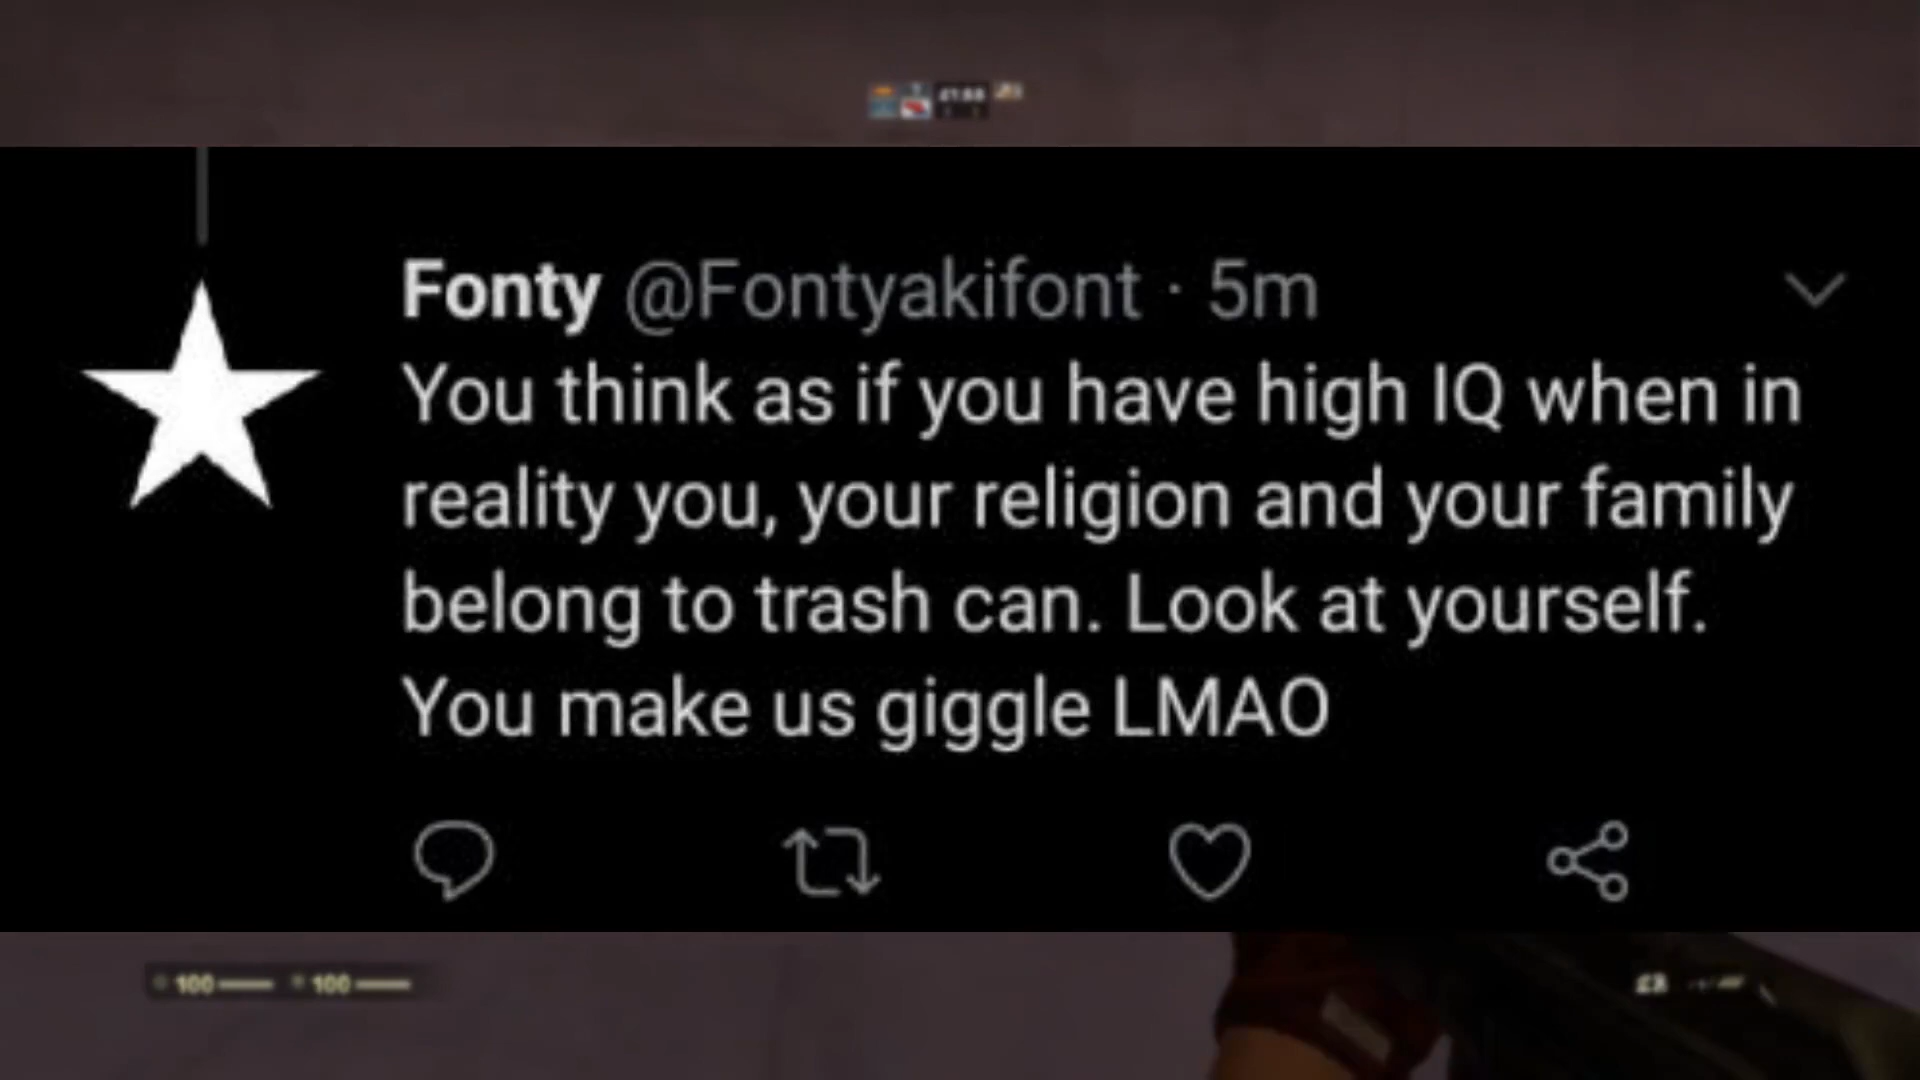 Fonty @Fontyakifont · 5m
You think as if you have high IQ when in
reality you, your religion and your family
belong to trash can. Look at yourself.
You make us giggle LMAO
100 100